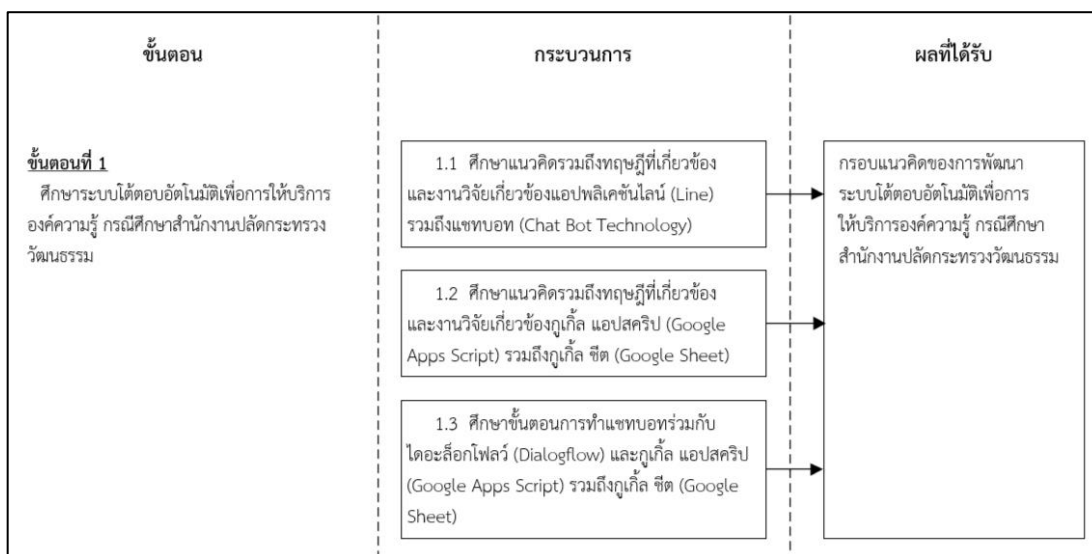 ขั้นตอน
กระบวนการ
ผลที่ได้รับ
ขั้นตอนที่ 1
ศึกษาระบบโต้ตอบอัตโนมัติเพื่อการให้บริการ
องค์ความรู้ กรณีศึกษาสำนักงานปลัดกระทรวง
วัฒนธรรม
1.1 ศึกษาแนวคิดรวมถึงทฤษฎีที่เกี่ยวข้อง
และงานวิจัยเกี่ยวข้องแอปพลิเคชันไลน์ (Line)
รวมถึงแชทบอท (Chat Bot Technology)
1.2 ศึกษาแนวคิดรวมถึงทฤษฎีที่เกี่ยวข้อง
และงานวิจัยเกี่ยวข้องกูเกิ้ล แอปสคริป (Google
Apps Script) รวมถึงกูเกิ้ล ชีต (Google Sheet)
1.3 ศึกษาขั้นตอนการทำแชทบอทร่วมกับ
ไดอะล็อกโฟลว์ (Dialogflow) และกูเกิ้ล แอปสคริป
(Google Apps Script) รวมถึงกูเกิ้ล ชีต (Google
Sheet)
กรอบแนวคิดของการพัฒนา
ระบบโต้ตอบอัตโนมัติเพื่อการ
ให้บริการองค์ความรู้ กรณีศึกษา
สำนักงานปลัดกระทรวงวัฒนธรรม